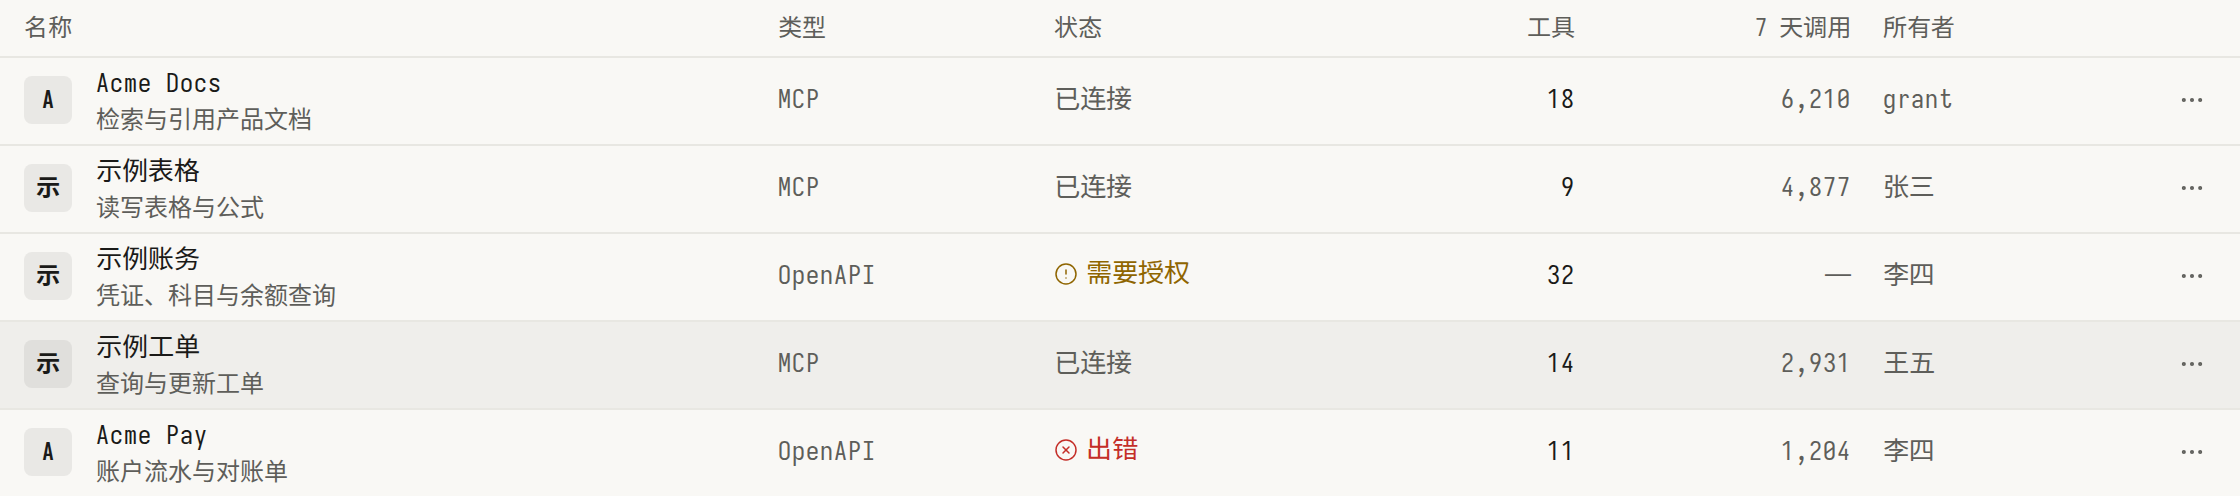 名称 类型 状态 工具 7 天调用 所有者
A Acme Docs MCP 已连接 18 6,210 grant ···
检索与引用产品文档
示 示例表格 MCP 已连接 9 4,877 张三 ···
读写表格与公式
示 示例账务 OpenAPI 需要授权 32 — 李四 ···
凭证、科目与余额查询
示 示例工单 MCP 已连接 14 2,931 王五 ···
查询与更新工单
A Acme Pay OpenAPI 出错 11 1,204 李四 ···
账户流水与对账单